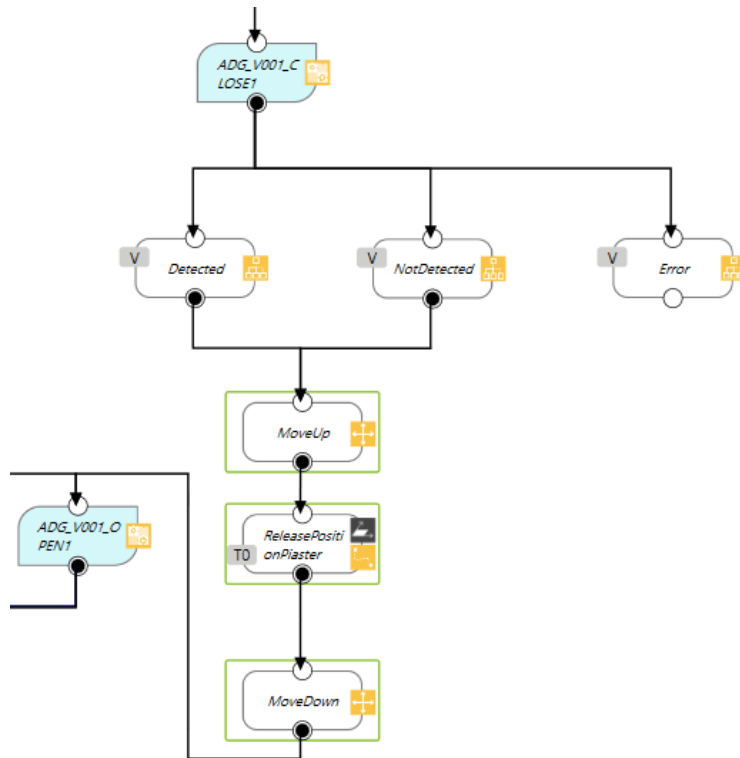 ADG_V001_C
LOSE1
V
Detected
V
NotDetected
V
Error
MoveUp
ADG_V001_O
PEN1
ReleasePositi
onPlaster
T0
MoveDown